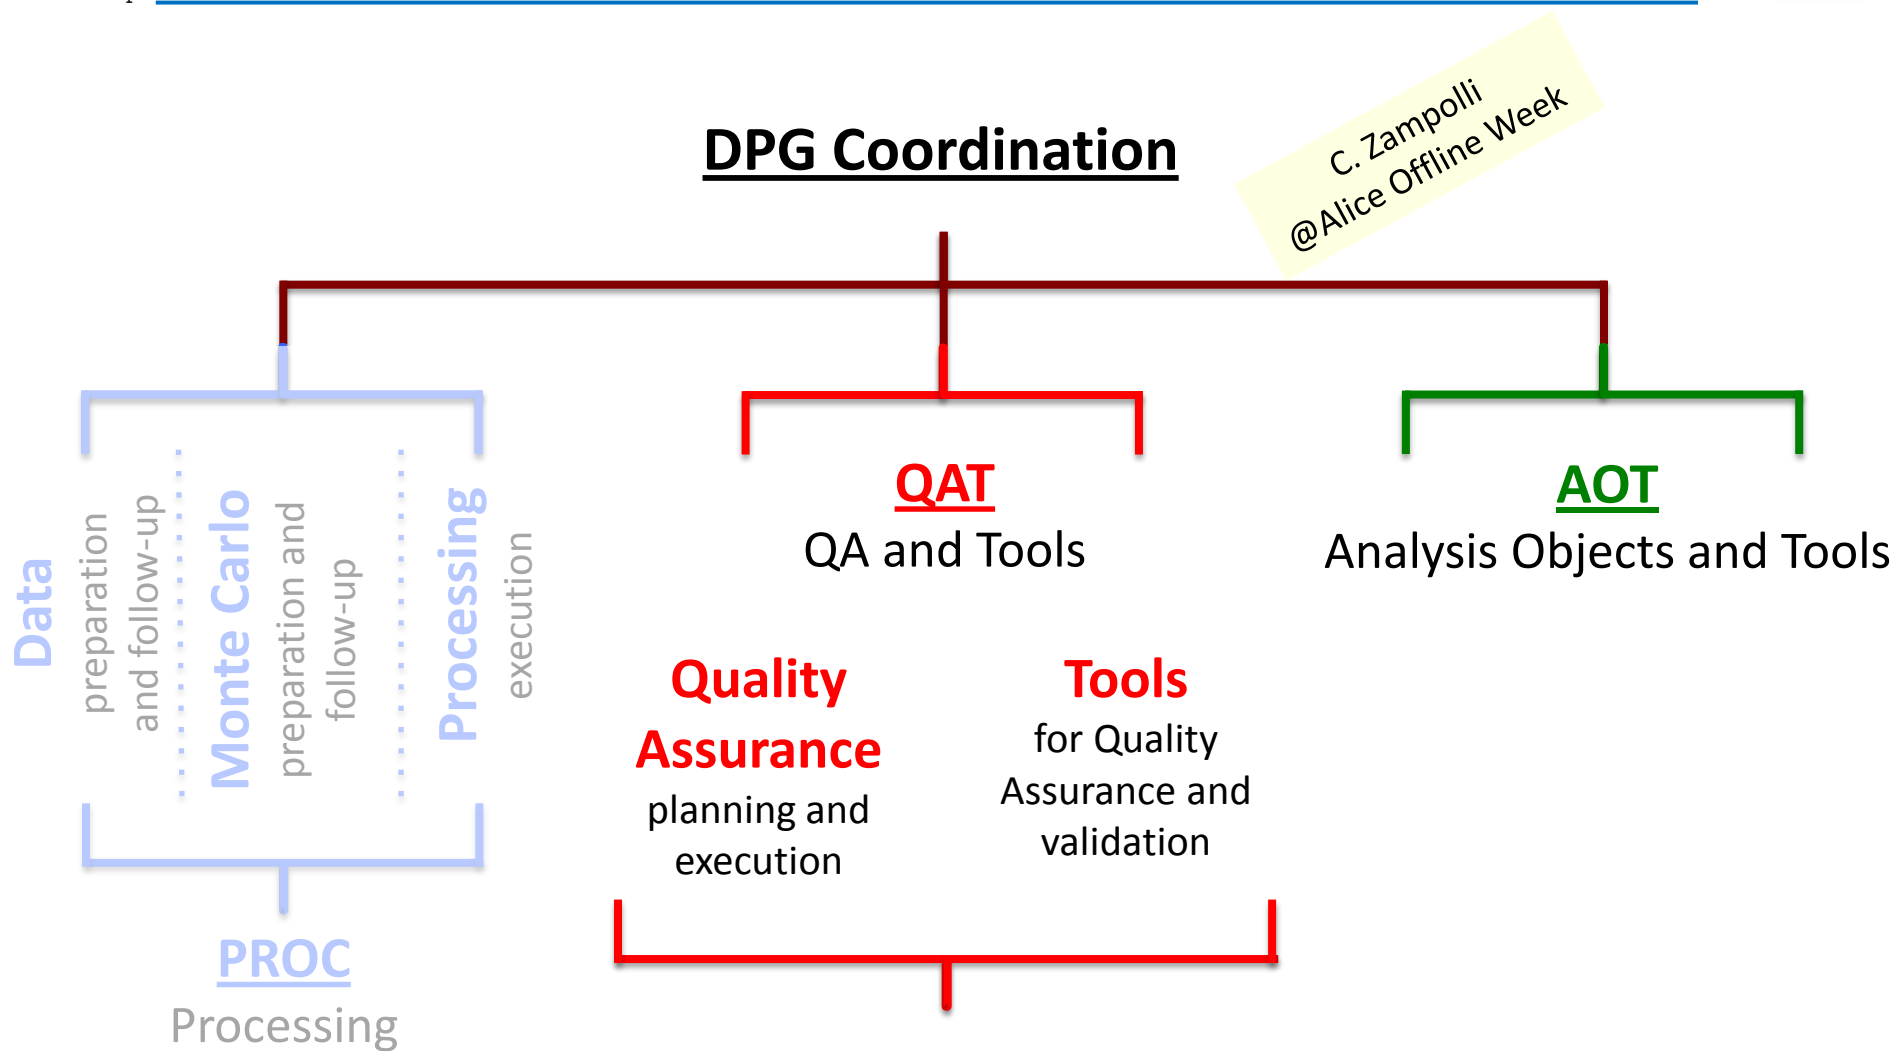 C. Zampolli
@Alice Offline Week
DPG Coordination
Data
preparation
and follow-up
Monte Carlo
preparation and
follow-up
Processing
execution
PROC
Processing
QAT
QA and Tools
Quality
Assurance
planning and
execution
Tools
for Quality
Assurance and
validation
AOT
Analysis Objects and Tools